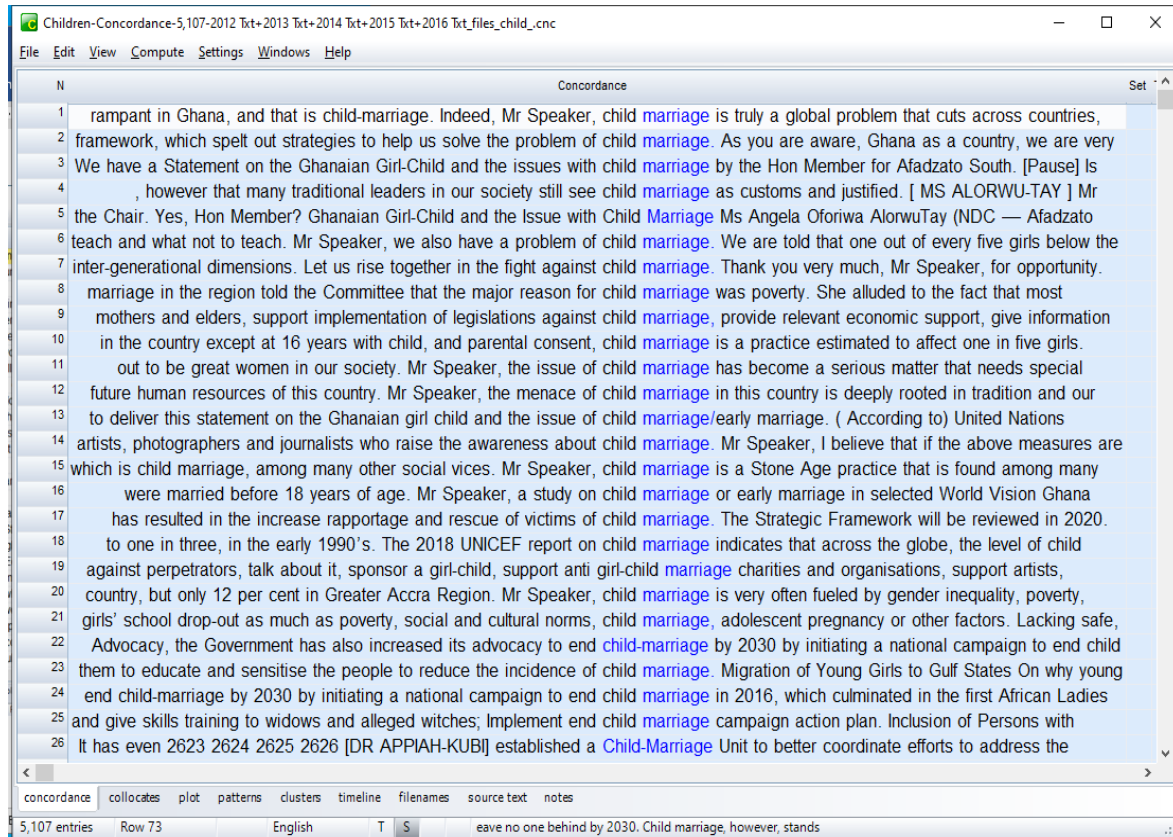 Children-Concordance-5,107-2012 Txt+2013 Txt+2014 Txt+2015 Txt+2016 Txt_files_child_.cnc
File Edit View Compute Settings Windows Help
N Concordance Set
1 rampant in Ghana, and that is child-marriage. Indeed, Mr Speaker, child marriage is truly a global problem that cuts across countries,
2 framework, which spelt out strategies to help us solve the problem of child marriage. As you are aware, Ghana as a country, we are very
3 We have a Statement on the Ghanaian Girl-Child and the issues with child marriage by the Hon Member for Afadzato South. [Pause] Is
4 , however that many traditional leaders in our society still see child marriage as customs and justified. [ MS ALORWU-TAY ] Mr
5 the Chair. Yes, Hon Member? Ghanaian Girl-Child and the Issue with Child Marriage Ms Angela Oforiwa AlorwuTay (NDC — Afadzato
6 teach and what not to teach. Mr Speaker, we also have a problem of child marriage. We are told that one out of every five girls below the
7 inter-generational dimensions. Let us rise together in the fight against child marriage. Thank you very much, Mr Speaker, for opportunity.
8 marriage in the region told the Committee that the major reason for child marriage was poverty. She alluded to the fact that most
9 mothers and elders, support implementation of legislations against child marriage, provide relevant economic support, give information
10 in the country except at 16 years with child, and parental consent, child marriage is a practice estimated to affect one in five girls.
11 out to be great women in our society. Mr Speaker, the issue of child marriage has become a serious matter that needs special
12 future human resources of this country. Mr Speaker, the menace of child marriage in this country is deeply rooted in tradition and our
13 to deliver this statement on the Ghanaian girl child and the issue of child marriage/early marriage. ( According to) United Nations
14 artists, photographers and journalists who raise the awareness about child marriage. Mr Speaker, I believe that if the above measures are
15 which is child marriage, among many other social vices. Mr Speaker, child marriage is a Stone Age practice that is found among many
16 were married before 18 years of age. Mr Speaker, a study on child marriage or early marriage in selected World Vision Ghana
17 has resulted in the increase rapportage and rescue of victims of child marriage. The Strategic Framework will be reviewed in 2020.
18 to one in three, in the early 1990's. The 2018 UNICEF report on child marriage indicates that across the globe, the level of child
19 against perpetrators, talk about it, sponsor a girl-child, support anti girl-child marriage charities and organisations, support artists,
20 country, but only 12 per cent in Greater Accra Region. Mr Speaker, child marriage is very often fueled by gender inequality, poverty,
21 girls' school drop-out as much as poverty, social and cultural norms, child marriage, adolescent pregnancy or other factors. Lacking safe,
22 Advocacy, the Government has also increased its advocacy to end child-marriage by 2030 by initiating a national campaign to end child
23 them to educate and sensitise the people to reduce the incidence of child marriage. Migration of Young Girls to Gulf States On why young
24 end child-marriage by 2030 by initiating a national campaign to end child marriage in 2016, which culminated in the first African Ladies
25 and give skills training to widows and alleged witches; Implement end child marriage campaign action plan. Inclusion of Persons with
26 It has even 2623 2624 2625 2626 [DR APPIAH-KUBI] established a Child-Marriage Unit to better coordinate efforts to address the
concordance collocates plot patterns clusters timeline filenames source text notes
5,107 entries Row 73 English T S eave no one behind by 2030. Child marriage, however, stands